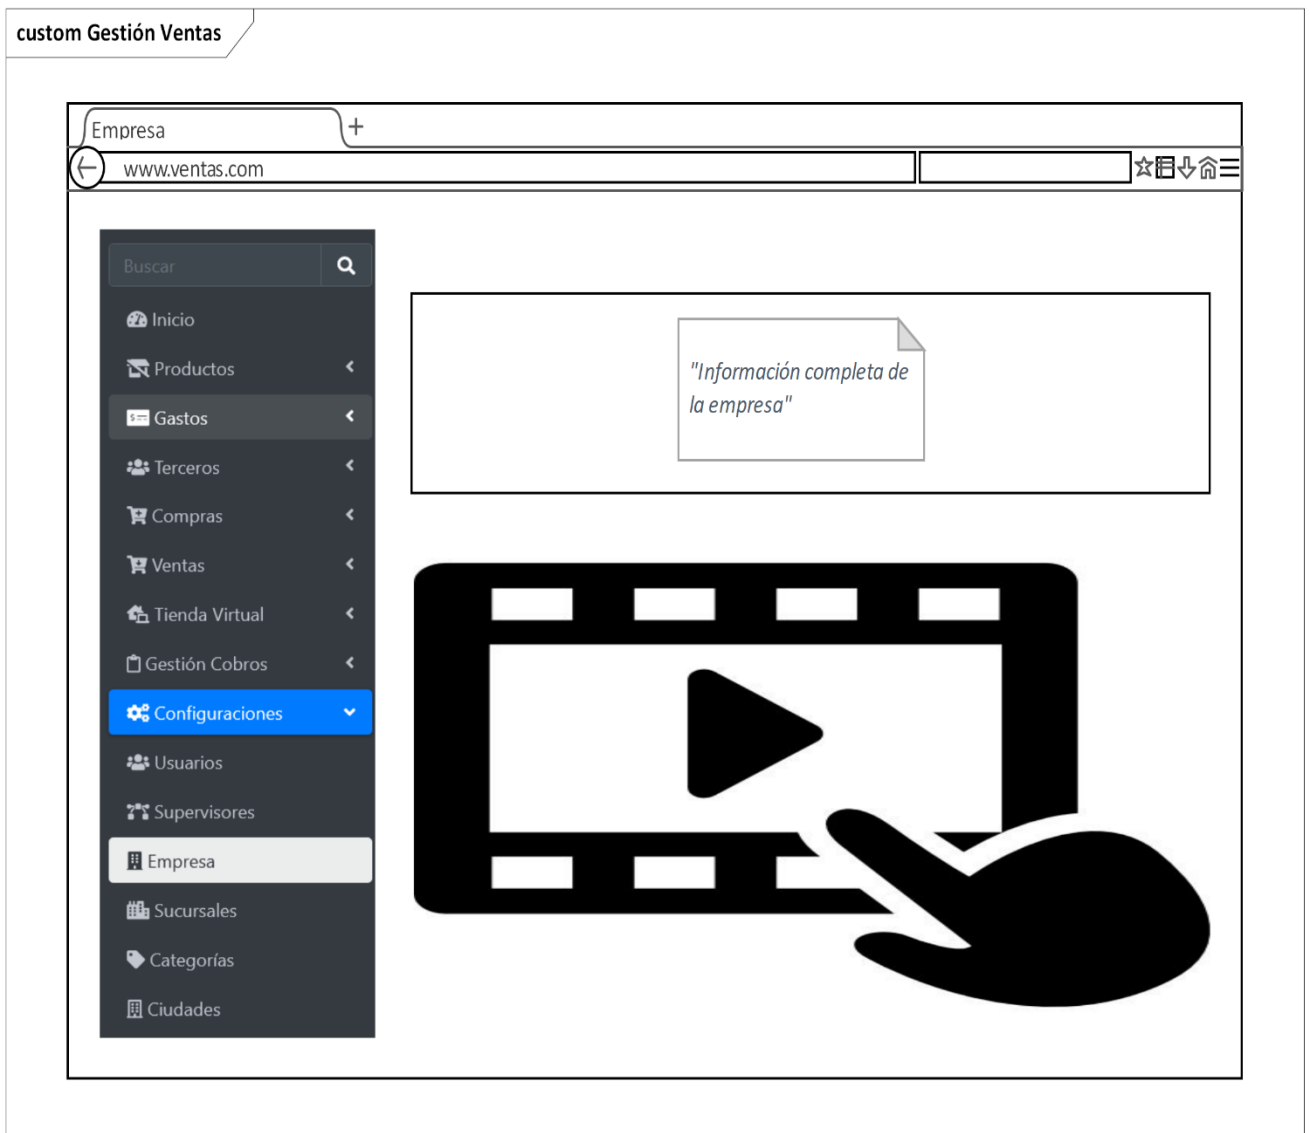 custom Gestión Ventas
Empresa
www.ventas.com
Buscar
Inicio
Productos
Gastos
Terceros
Compras
Ventas
Tienda Virtual
Gestión Cobros
Configuraciones
Usuarios
Supervisores
Empresa
Sucursales
Categorías
Ciudades
"Información completa de
la empresa"